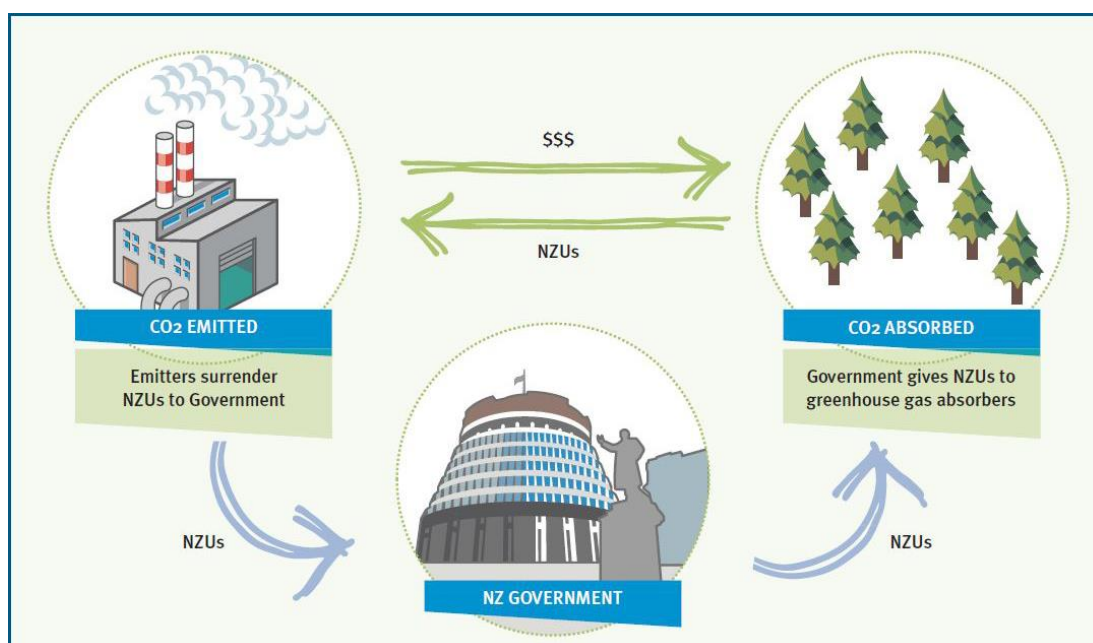 $$$
NZUs
CO2 EMITTED
Emitters surrender
NZUs to Government
CO2 ABSORBED
Government gives NZUs to
greenhouse gas absorbers
NZUs
NZUs
NZ GOVERNMENT